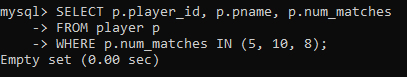 mysql> SELECT p.player_id, p.pname, p.num_matches
    -> FROM player p
    -> WHERE p.num_matches IN (5, 10, 8);
Empty set (0.00 sec)